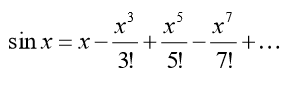 sin x = x − x³/3! + x⁵/5! − x⁷/7! + …